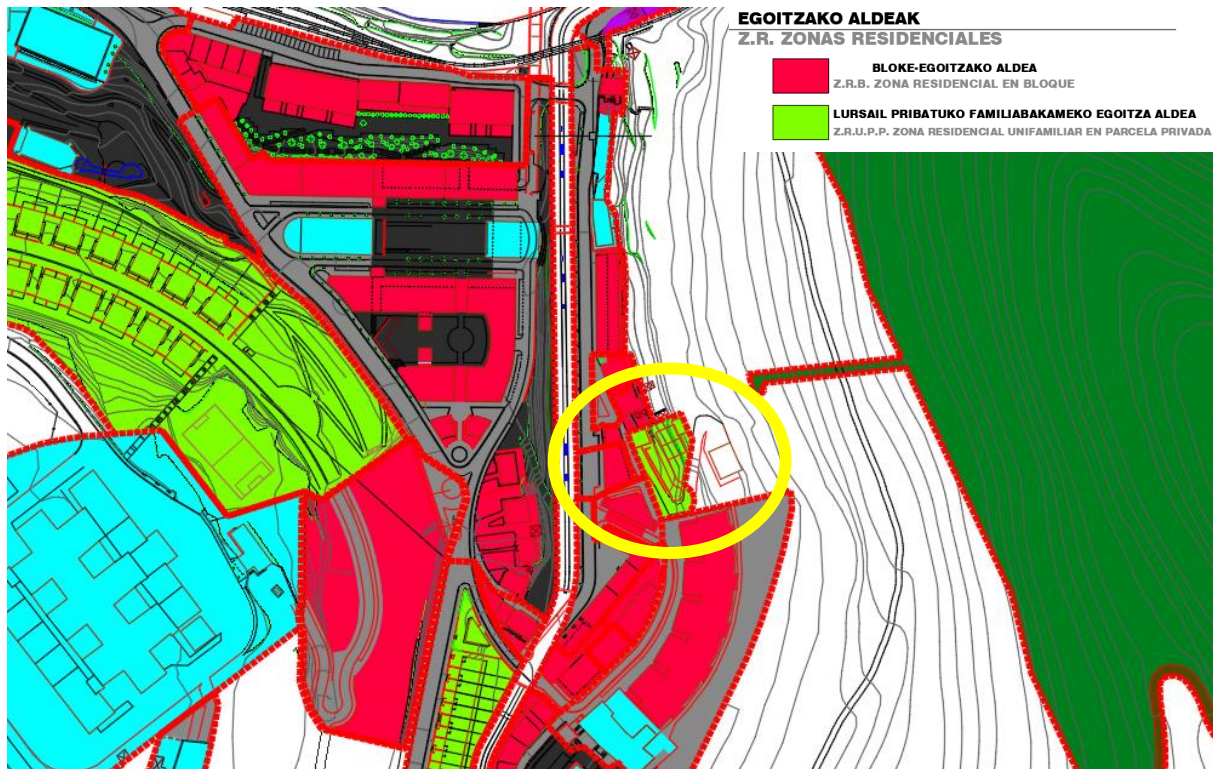 EGOITZAKO ALDEAK
Z.R. ZONAS RESIDENCIALES
BLOKE-EGOITZAKO ALDEA
Z.R.B. ZONA RESIDENCIAL EN BLOQUE
LURSAIL PRIBATUKO FAMILIABAKAMEKO EGOITZA ALDEA
Z.R.U.P.P. ZONA RESIDENCIAL UNIFAMILIAR EN PARCELA PRIVADA